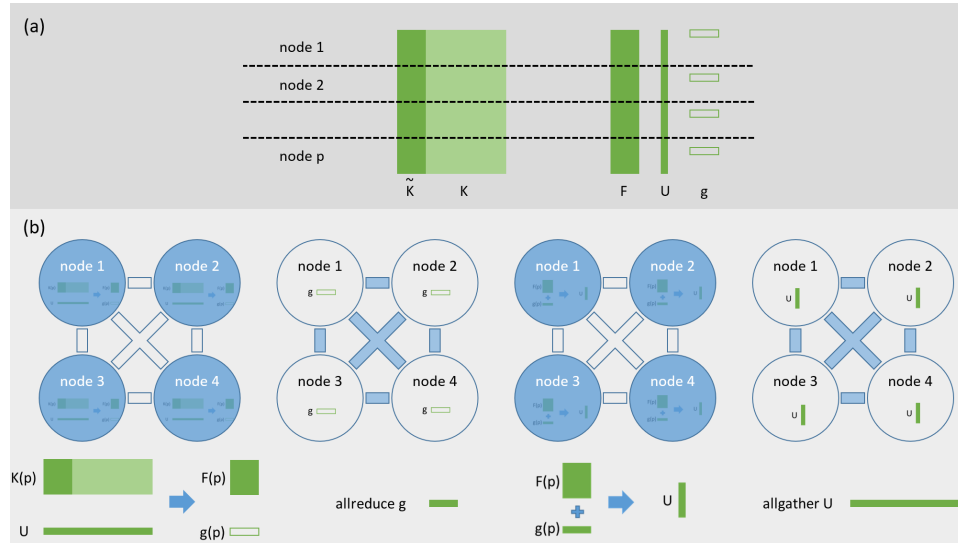 (a)
node 1
node 2
node p
K̃ K F U g
(b)
node 1 node 2 node 1 node 2 node 1 node 2 node 1 node 2
g g U U
node 3 node 4 node 3 node 4 node 3 node 4 node 3 node 4
g g U U
K(p) F(p) F(p)
allreduce g U allgather U
U g(p) g(p)